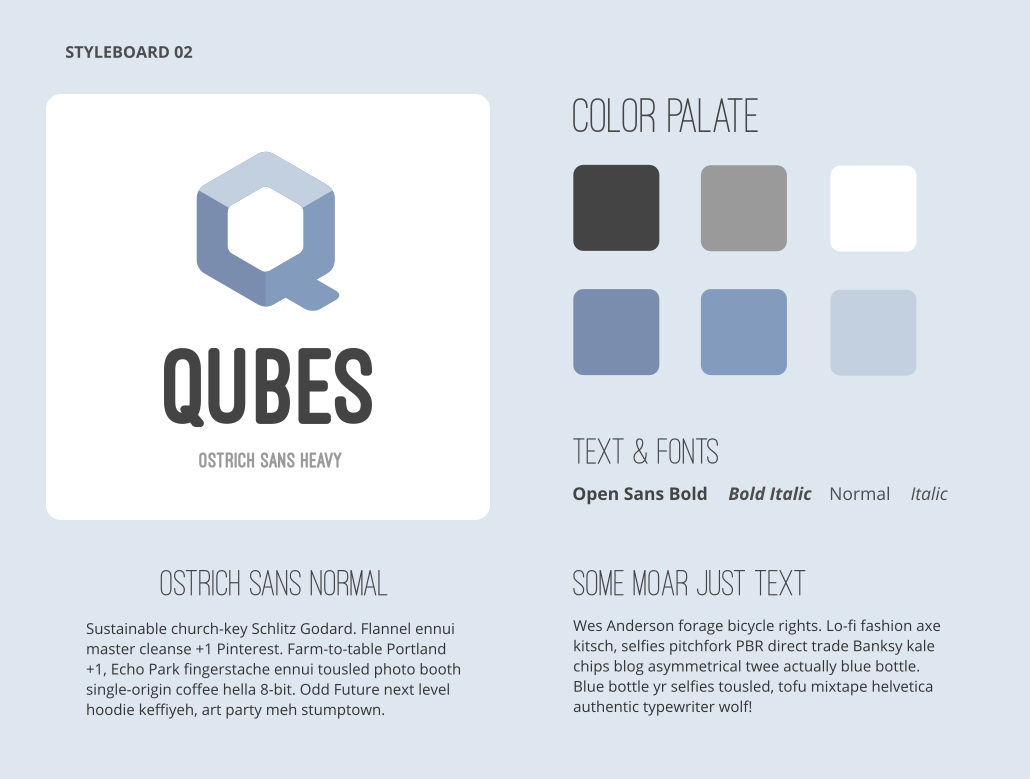 STYLEBOARD 02
QUBES
OSTRICH SANS HEAVY
COLOR PALATE
TEXT & FONTS
Open Sans Bold Bold Italic Normal Italic
OSTRICH SANS NORMAL
Sustainable church-key Schlitz Godard. Flannel ennui
master cleanse +1 Pinterest. Farm-to-table Portland
+1, Echo Park fingerstache ennui tousled photo booth
single-origin coffee hella 8-bit. Odd Future next level
hoodie keffiyeh, art party meh stumptown.
SOME MOAR JUST TEXT
Wes Anderson forage bicycle rights. Lo-fi fashion axe
kitsch, selfies pitchfork PBR direct trade Banksy kale
chips blog asymmetrical twee actually blue bottle.
Blue bottle yr selfies tousled, tofu mixtape helvetica
authentic typewriter wolf!